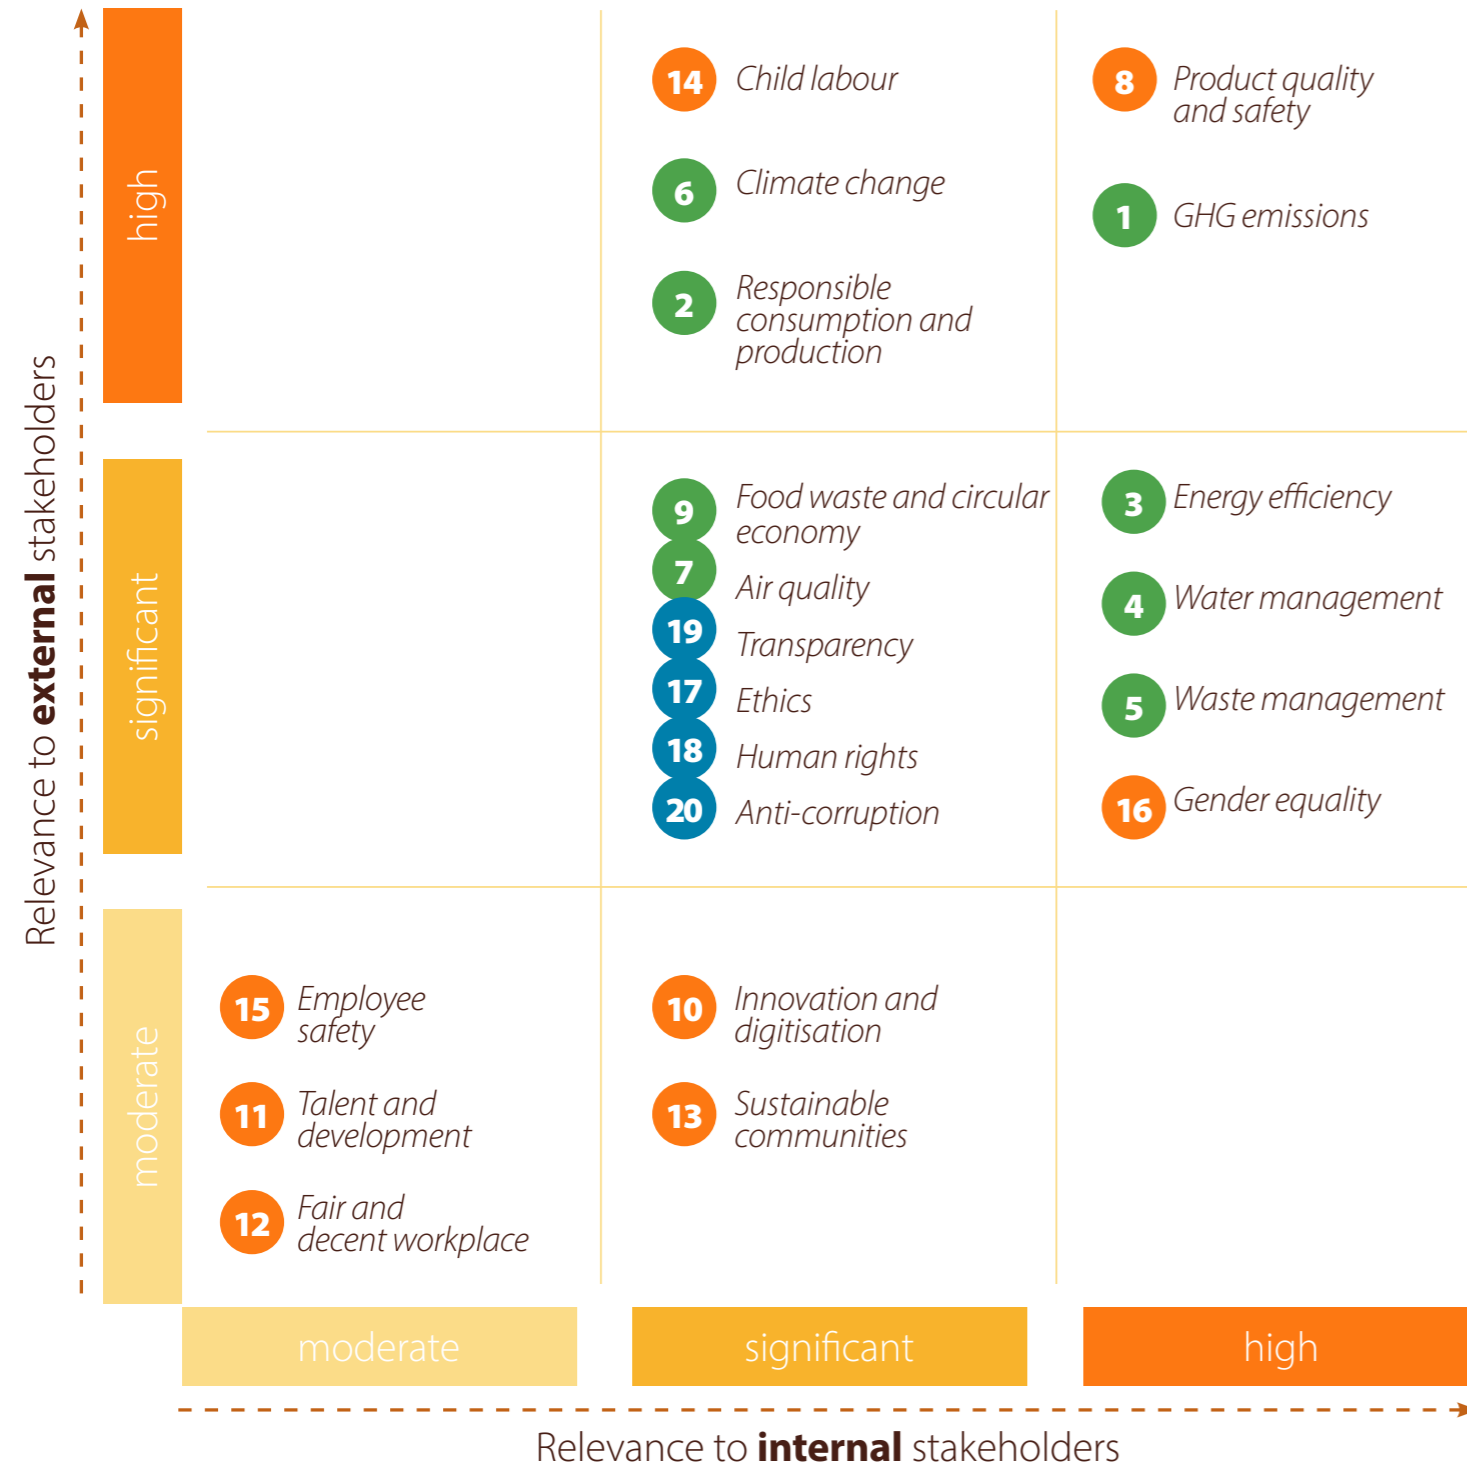 Relevance to external stakeholders
high
14 Child labour
6 Climate change
2 Responsible
consumption and
production
8 Product quality
and safety
1 GHG emissions
significant
9 Food waste and circular
economy
7 Air quality
19 Transparency
17 Ethics
18 Human rights
20 Anti-corruption
3 Energy efficiency
4 Water management
5 Waste management
16 Gender equality
moderate
15 Employee
safety
11 Talent and
development
12 Fair and
decent workplace
10 Innovation and
digitisation
13 Sustainable
communities
moderate
significant
high
Relevance to internal stakeholders